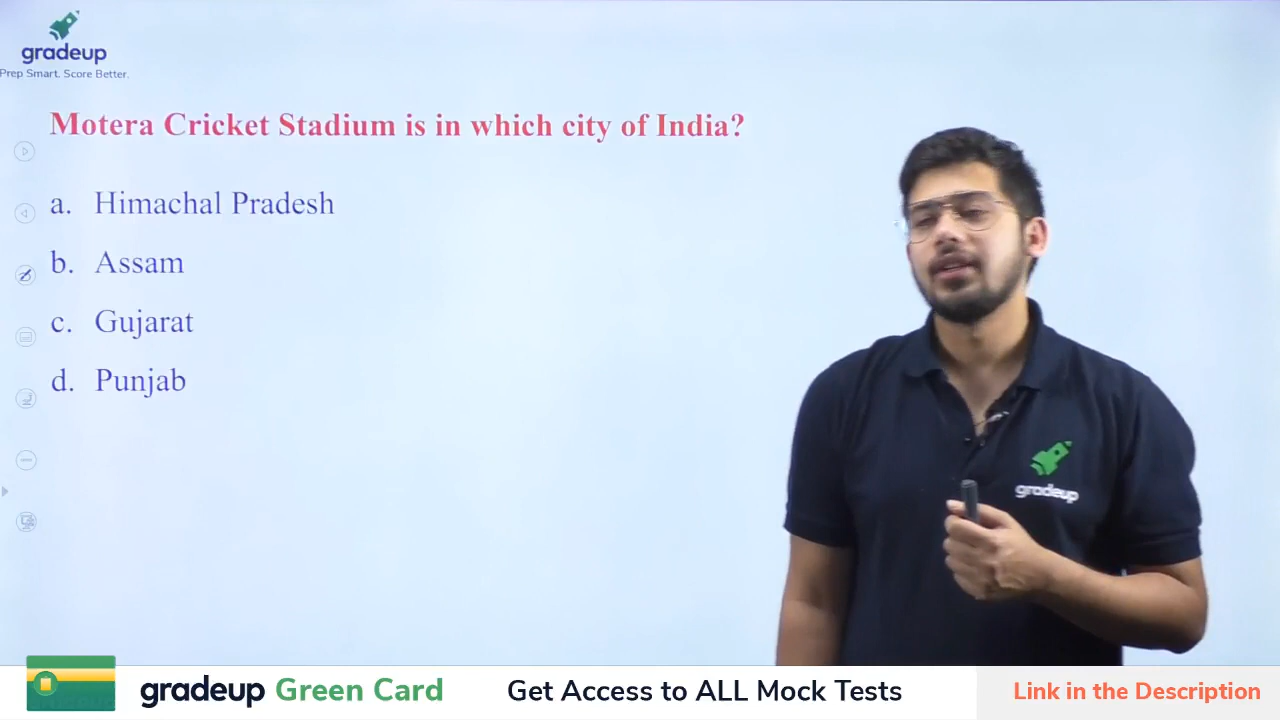 gradeup
Prep Smart. Score Better.
Motera Cricket Stadium is in which city of India?
a. Himachal Pradesh
b. Assam
c. Gujarat
d. Punjab
gradeup
gradeup Green Card
Get Access to ALL Mock Tests
Link in the Description